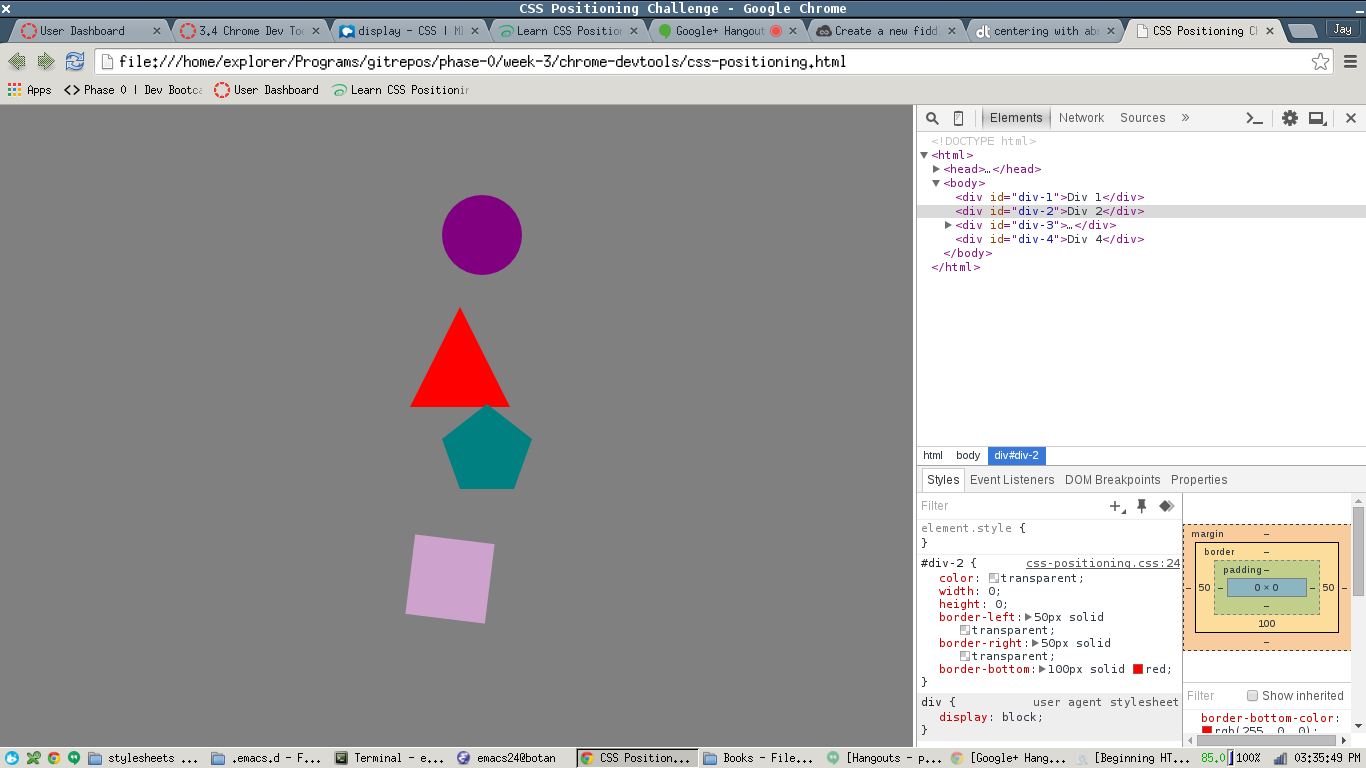 CSS Positioning Challenge - Google Chrome
User Dashboard
3.4 Chrome Dev Too
display - CSS | M
Learn CSS Position
Google+ Hangout
Create a new fidd
centering with abs
CSS Positioning Ch
Jay
file:///home/explorer/Programs/gitrepos/phase-0/week-3/chrome-devtools/css-positioning.html
Apps
Phase 0 | Dev Bootca
User Dashboard
Learn CSS Positionin
Elements Network Sources »
<!DOCTYPE html>
<html>
<head>…</head>
<body>
<div id="div-1">Div 1</div>
<div id="div-2">Div 2</div>
<div id="div-3">…</div>
<div id="div-4">Div 4</div>
</body>
</html>
html body div#div-2
Styles Event Listeners DOM Breakpoints Properties
Filter
element.style {
}
#div-2 { css-positioning.css:24
color: transparent;
width: 0;
height: 0;
border-left: 50px solid
transparent;
border-right: 50px solid
transparent;
border-bottom: 100px solid red;
}
div { user agent stylesheet
display: block;
}
margin –
border –
padding –
– 50 – 0 × 0 – 50 –
–
100
–
Filter Show inherited
border-bottom-color:
rgb(255, 0, 0);
stylesheets ...
.emacs.d - F...
Terminal - e...
emacs24@botan
CSS Position...
Books - File...
[Hangouts - p...
[Google+ Hang...
[Beginning HT...
85.0 100% 03:35:49 PM